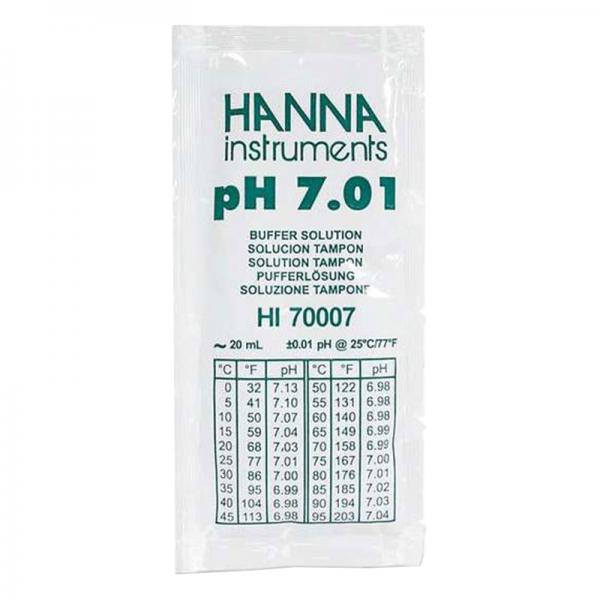 HANNA
instruments
pH 7.01
BUFFER SOLUTION
SOLUCION TAMPON
SOLUTION TAMPON
PUFFERLÖSUNG
SOLUZIONE TAMPONE
HI 70007
~ 20 mL ±0.01 pH @ 25°C/77°F
°C °F pH °C °F pH
0 32 7.13 50 122 6.98
5 41 7.10 55 131 6.98
10 50 7.07 60 140 6.98
15 59 7.04 65 149 6.99
20 68 7.03 70 158 6.99
25 77 7.01 75 167 7.00
30 86 7.00 80 176 7.01
35 95 6.99 85 185 7.02
40 104 6.98 90 194 7.03
45 113 6.98 95 203 7.04